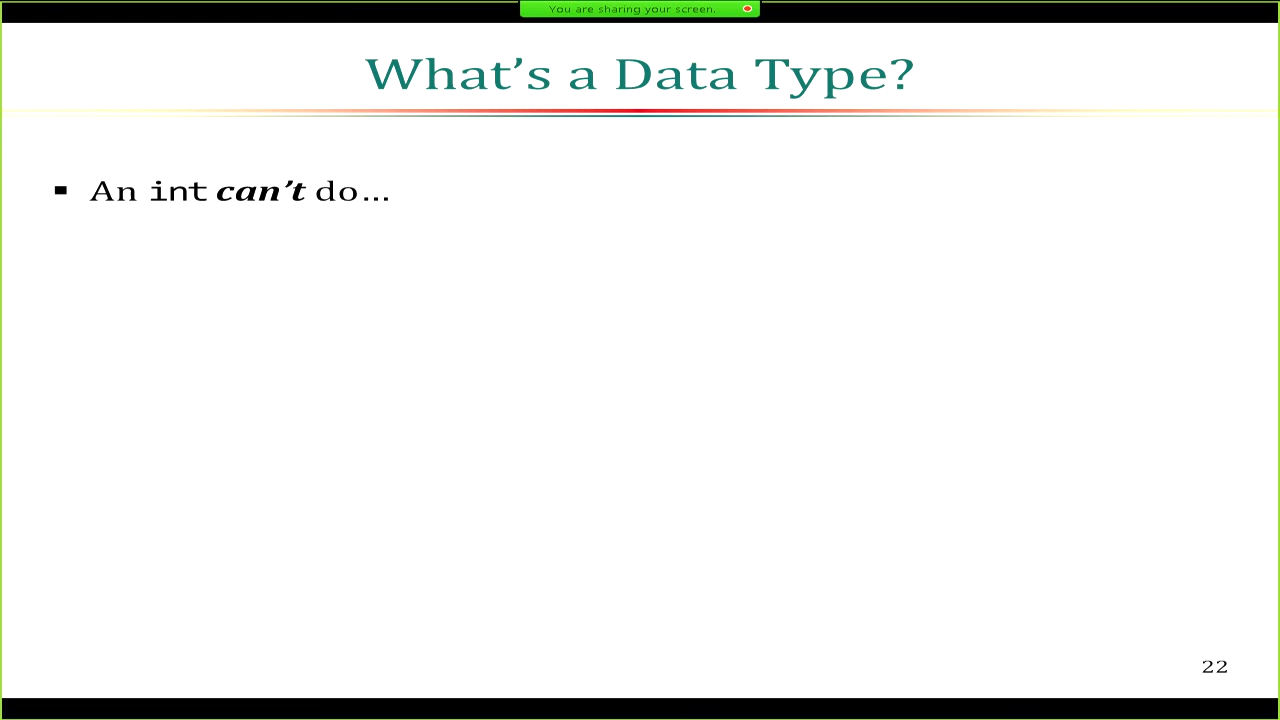 You are sharing your screen.
What's a Data Type?
▪ An int can't do…
22